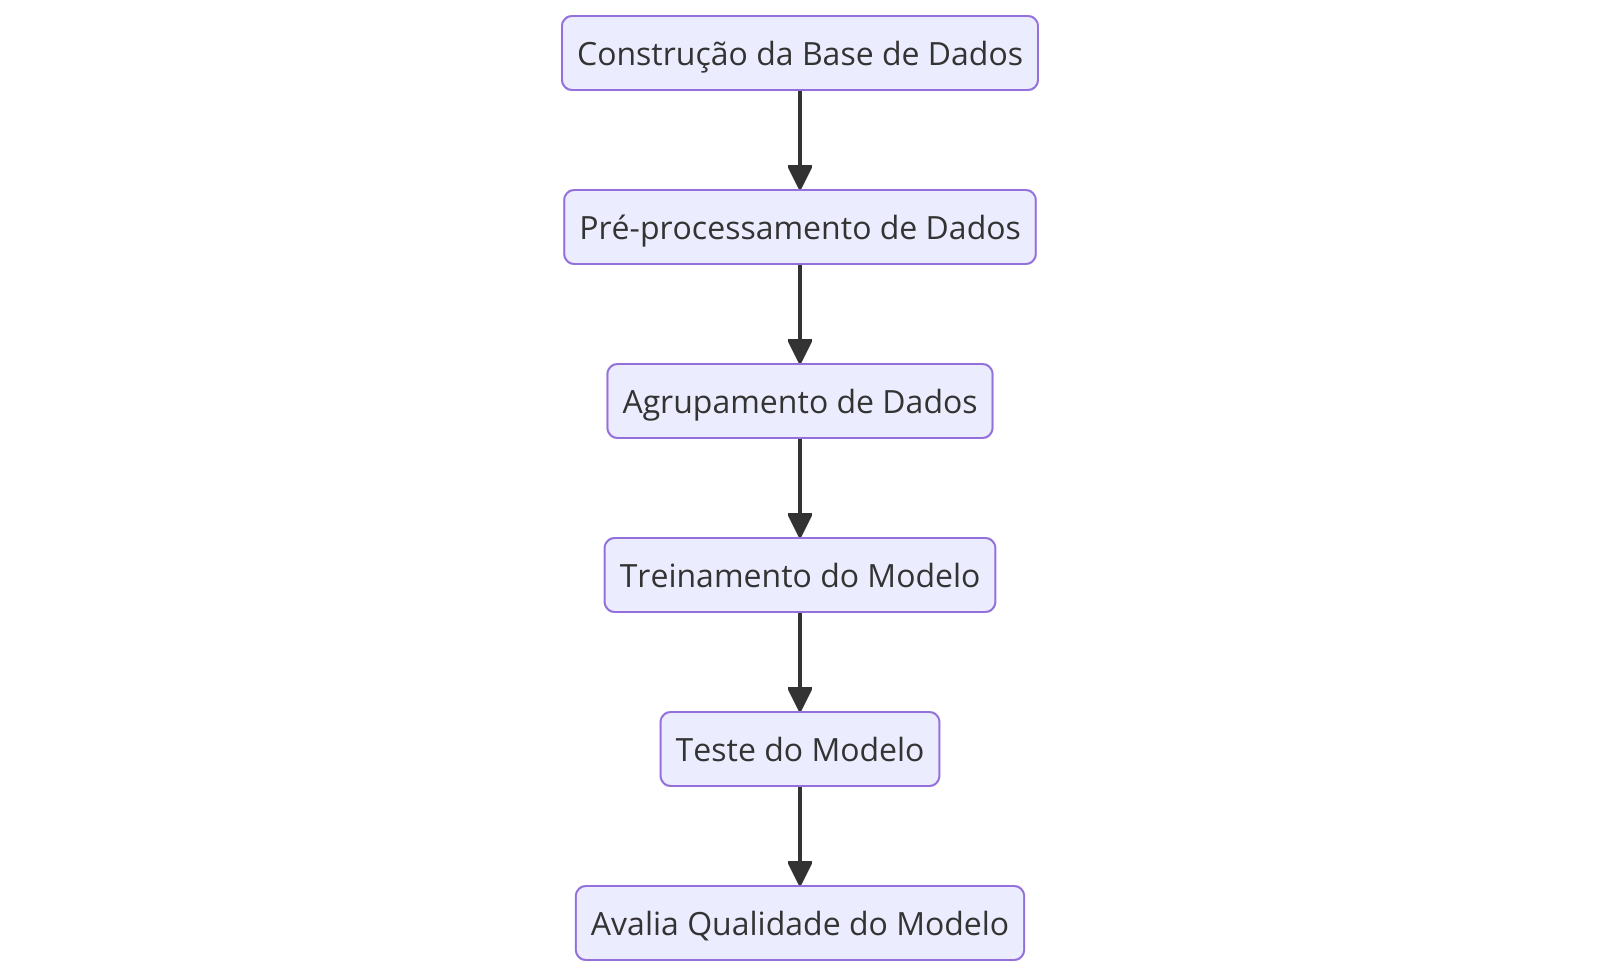 Construção da Base de Dados
Pré-processamento de Dados
Agrupamento de Dados
Treinamento do Modelo
Teste do Modelo
Avalia Qualidade do Modelo